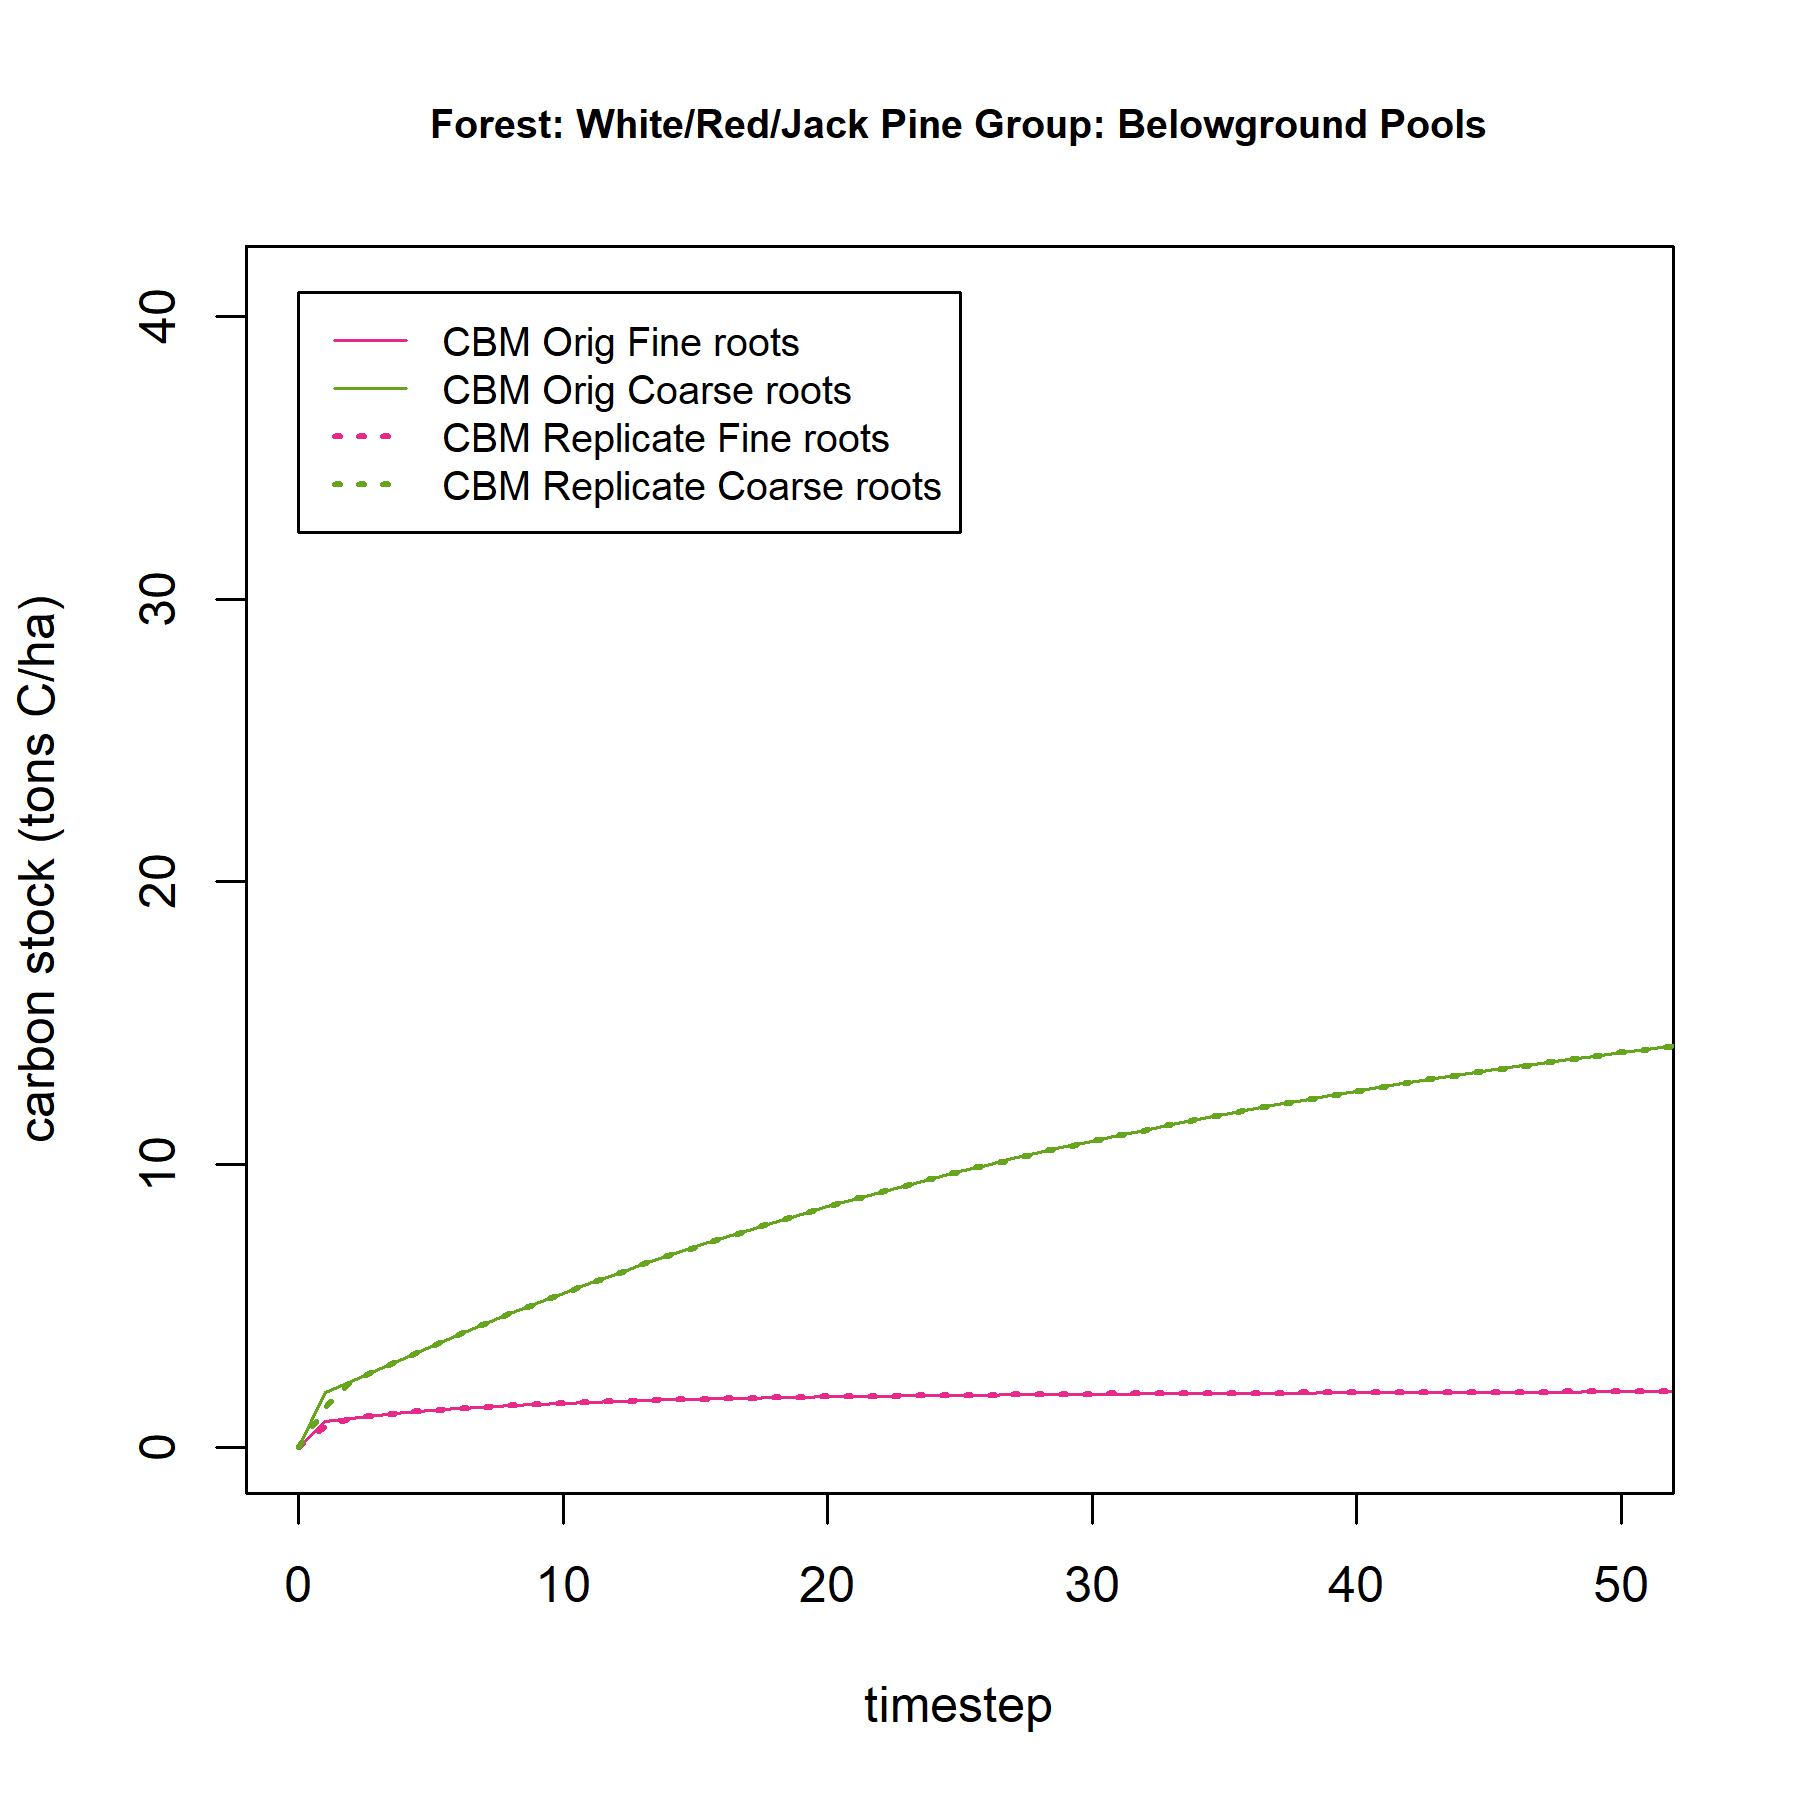 Forest: White/Red/Jack Pine Group: Belowground Pools
CBM Orig Fine roots
CBM Orig Coarse roots
CBM Replicate Fine roots
CBM Replicate Coarse roots
carbon stock (tons C/ha)
40
30
20
10
0
0 10 20 30 40 50
timestep